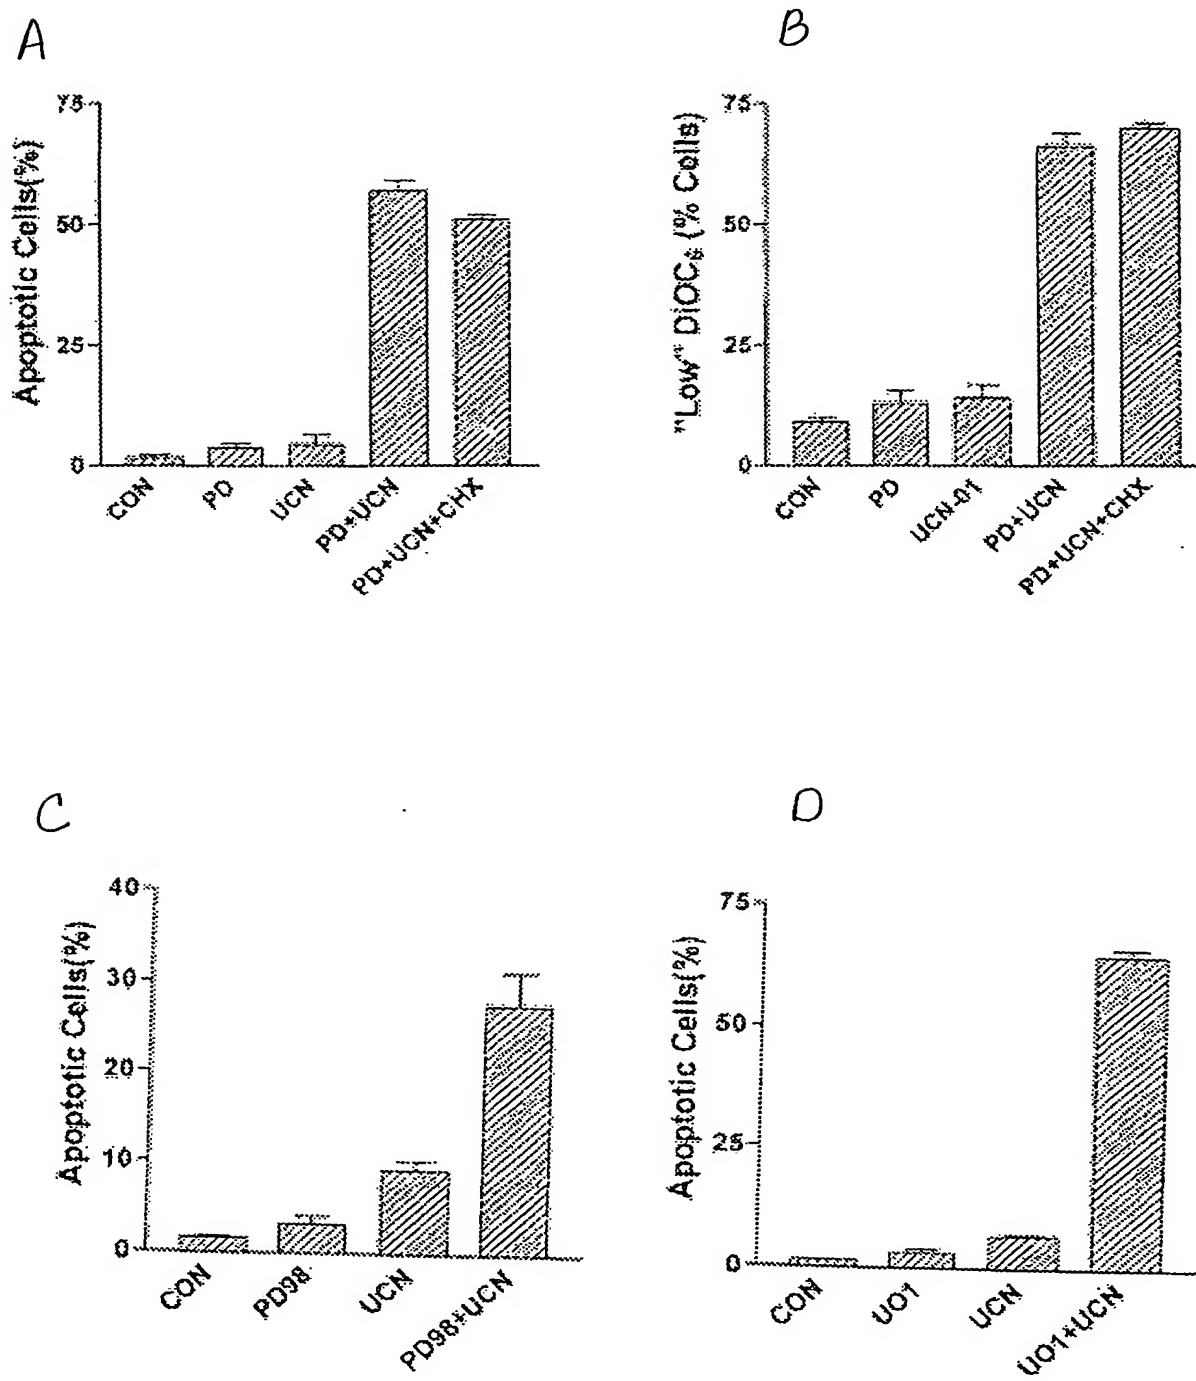 A
75
50
25
0
Apoptotic Cells(%)
CON
PD
UCN
PD+UCN
PD+UCN+CHX
B
75
50
25
0
"Low" DiOC₆ (% Cells)
CON
PD
UCN-01
PD+UCN
PD+UCN+CHX
C
40
30
20
10
0
Apoptotic Cells(%)
CON
PD98
UCN
PD98+UCN
D
75
50
25
0
Apoptotic Cells(%)
CON
UO1
UCN
UO1+UCN